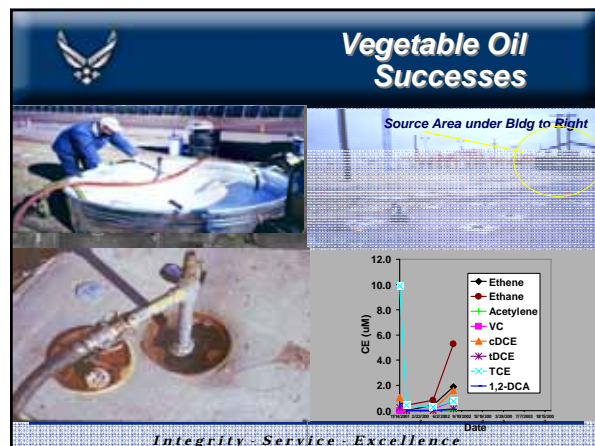 Vegetable Oil
Successes
Source Area under Bldg to Right
12.0
10.0
8.0
6.0
4.0
2.0
0.0
CE (uM)
Ethene
Ethane
Acetylene
VC
cDCE
tDCE
TCE
1,2-DCA
Date
Integrity - Service - Excellence